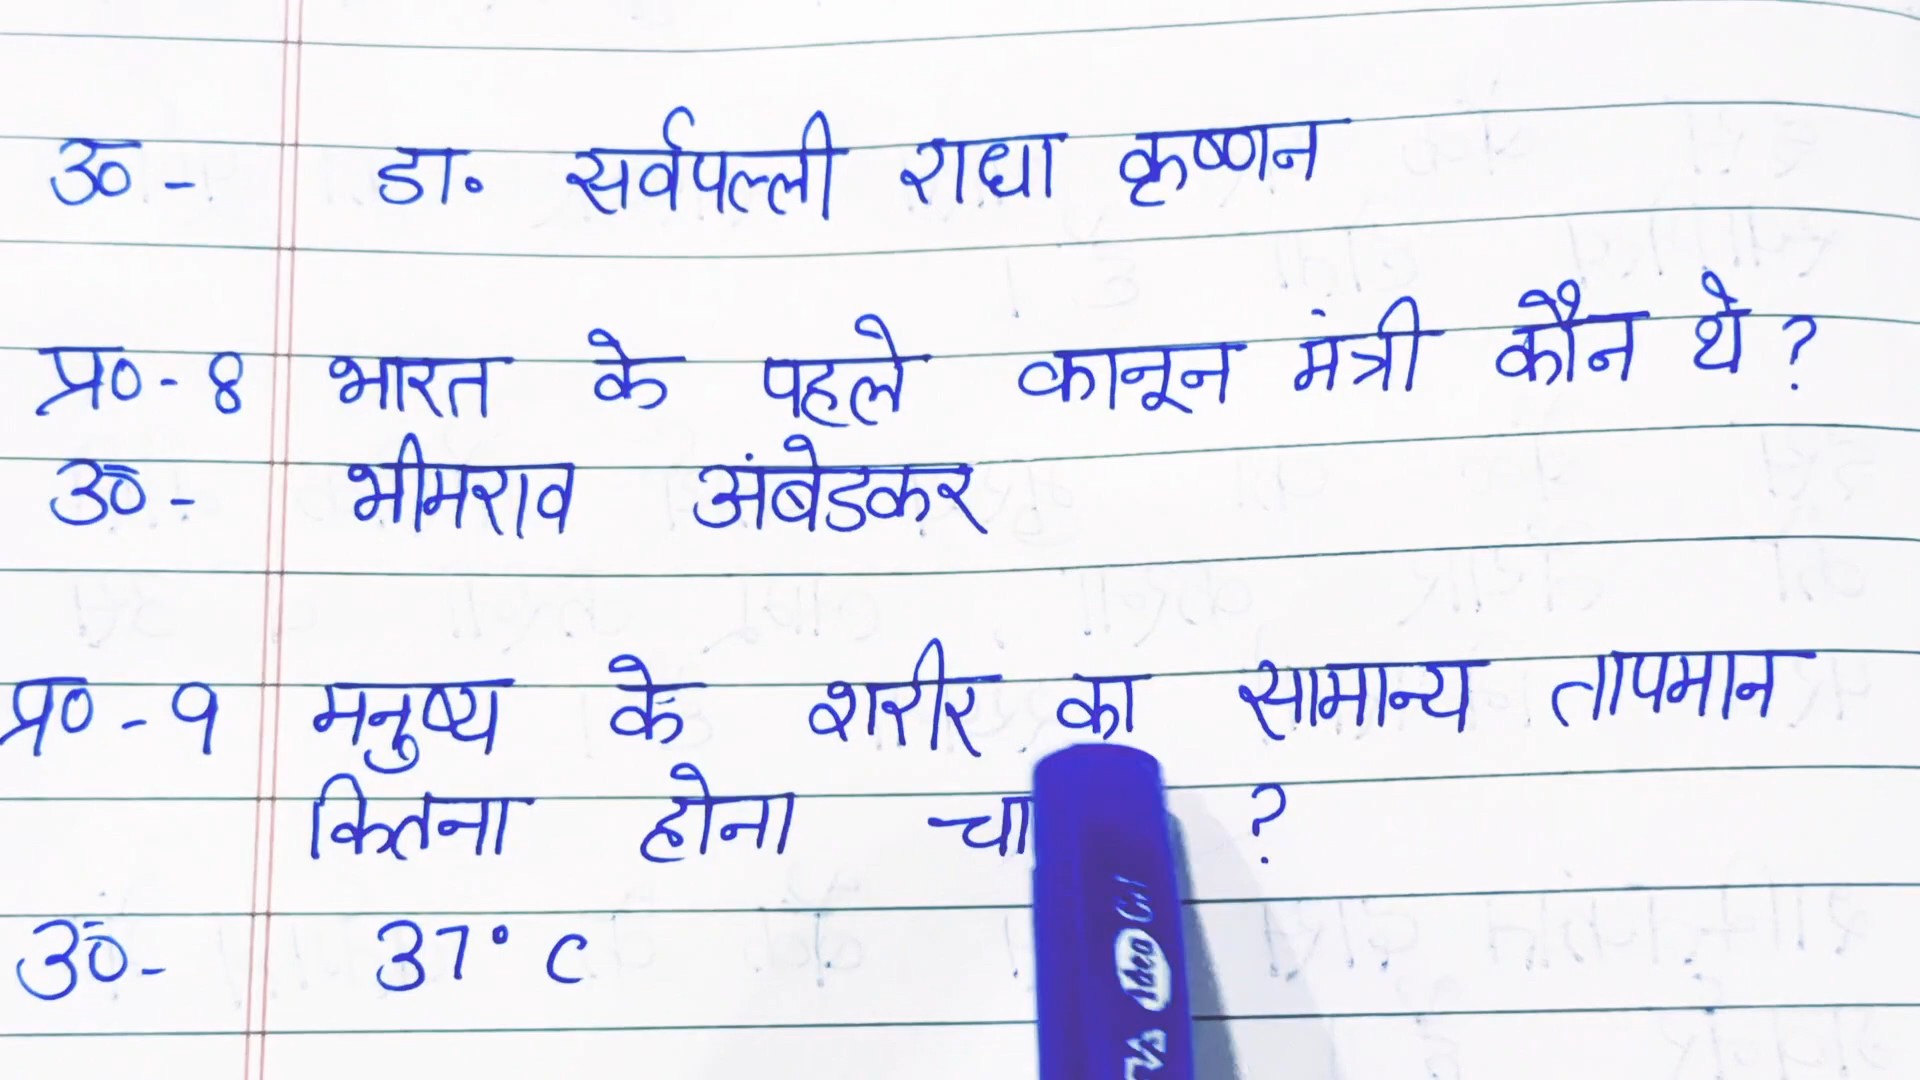 उ० - डा. सर्वपल्ली राधा कृष्णन
प्र० - 8 भारत के पहले कानून मंत्री कौन थे ?
उ० - भीमराव अंबेडकर
प्र० - 9 मनुष्य के शरीर का सामान्य तापमान
कितना होना ?
उ० - 37° C